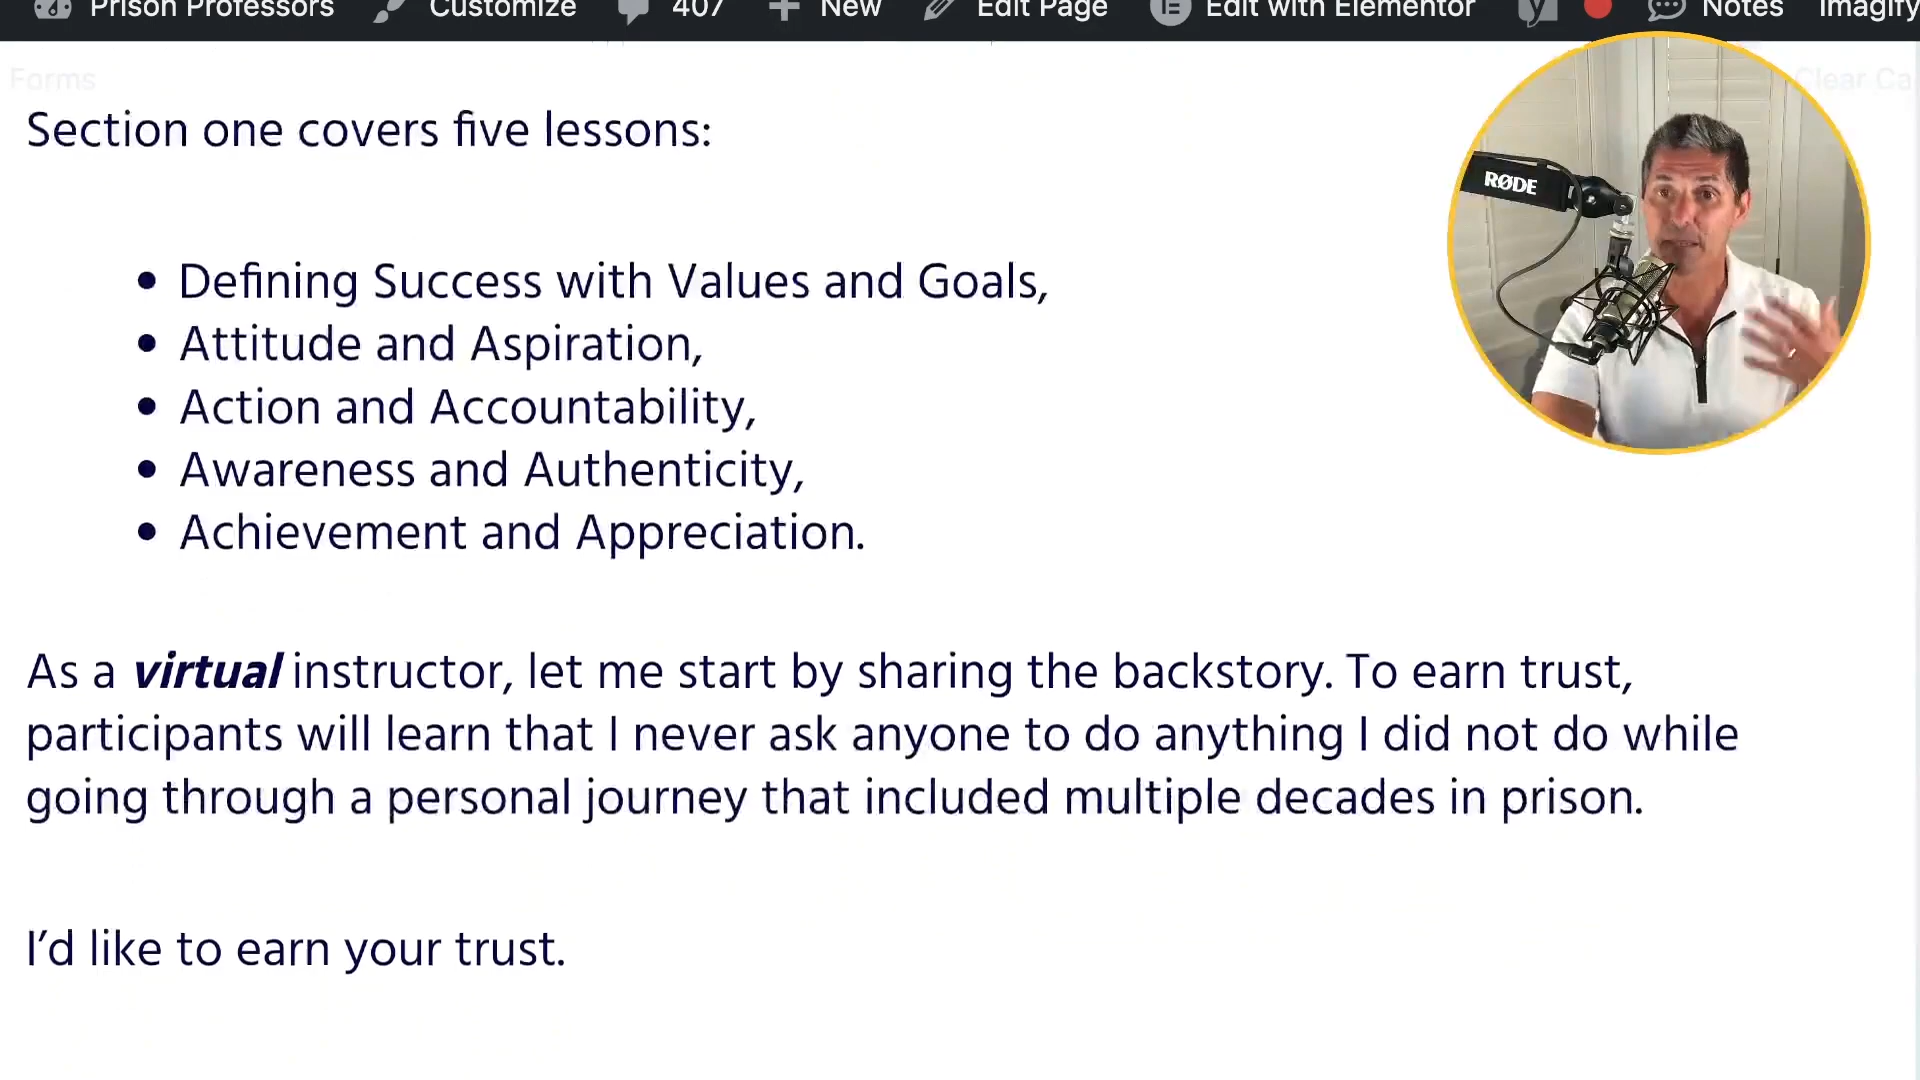 Prison Professors Customize 407 New Edit Page Edit with Elementor Notes Imagify
Forms Clear Ca
Section one covers five lessons:
RØDE
• Defining Success with Values and Goals,
• Attitude and Aspiration,
• Action and Accountability,
• Awareness and Authenticity,
• Achievement and Appreciation.
As a virtual instructor, let me start by sharing the backstory. To earn trust,
participants will learn that I never ask anyone to do anything I did not do while
going through a personal journey that included multiple decades in prison.
I’d like to earn your trust.